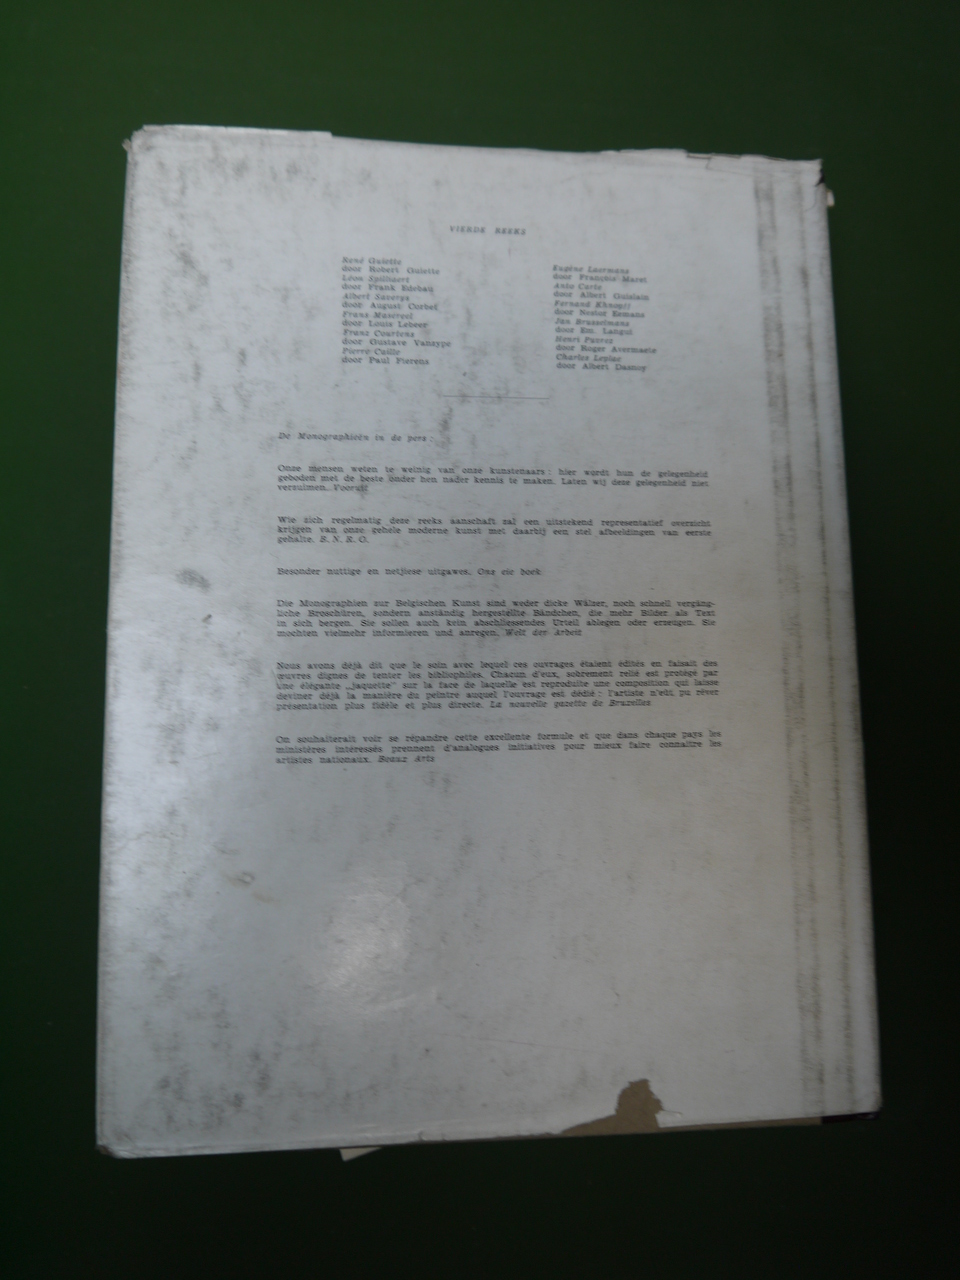 VIERDE REEKS
René Guiette
door Robert Guiette
Léon Spilliaert
door Frank Edebau
Albert Saverys
door August Corbet
Frans Masereel
door Louis Lebeer
Franz Courtens
door Gustave Vanzype
Pierre Caille
door Paul Fierens
Eugène Laermans
door François Maret
Anto Carte
door Albert Guislain
Fernand Khnopff
door Nestor Eemans
Jan Brusselmans
door Em. Langui
Henri Puvrez
door Roger Avermaete
Charles Leplae
door Albert Dasnoy
De Monographieën in de pers :
Onze mensen weten te weinig van onze kunstenaars : hier wordt hun de gelegenheid
geboden met de beste onder hen nader kennis te maken. Laten wij deze gelegenheid niet
verzuimen. Vooruit
Wie zich regelmatig deze reeks aanschaft zal een uitstekend representatief overzicht
krijgen van onze gehele moderne kunst met daarbij een stel afbeeldingen van eerste
gehalte. B. N. R. O.
Besonder nuttige en netjiese uitgawes. Ons eie boek
Die Monographien zur Belgischen Kunst sind weder dicke Wälzer, noch schnell vergäng-
liche Broschüren, sondern anständig hergestellte Bändchen, die mehr Bilder als Text
in sich bergen. Sie sollen auch kein abschliessendes Urteil ablegen oder erzeugen. Sie
mochten vielmehr informieren und anregen. Welt der Arbeit
Nous avons déjà dit que le soin avec lequel ces ouvrages étaient édités en faisait des
œuvres dignes de tenter les bibliophiles. Chacun d'eux, sobrement relié est protégé par
une élégante „jaquette" sur la face de laquelle est reproduite une composition qui laisse
deviner déjà la manière du peintre auquel l'ouvrage est dédié : l'artiste n'eût pu rêver
présentation plus fidèle et plus directe. La nouvelle gazette de Bruxelles
On souhaiterait voir se répandre cette excellente formule et que dans chaque pays les
ministères intéressés prennent d'analogues initiatives pour mieux faire connaître les
artistes nationaux. Beaux Arts